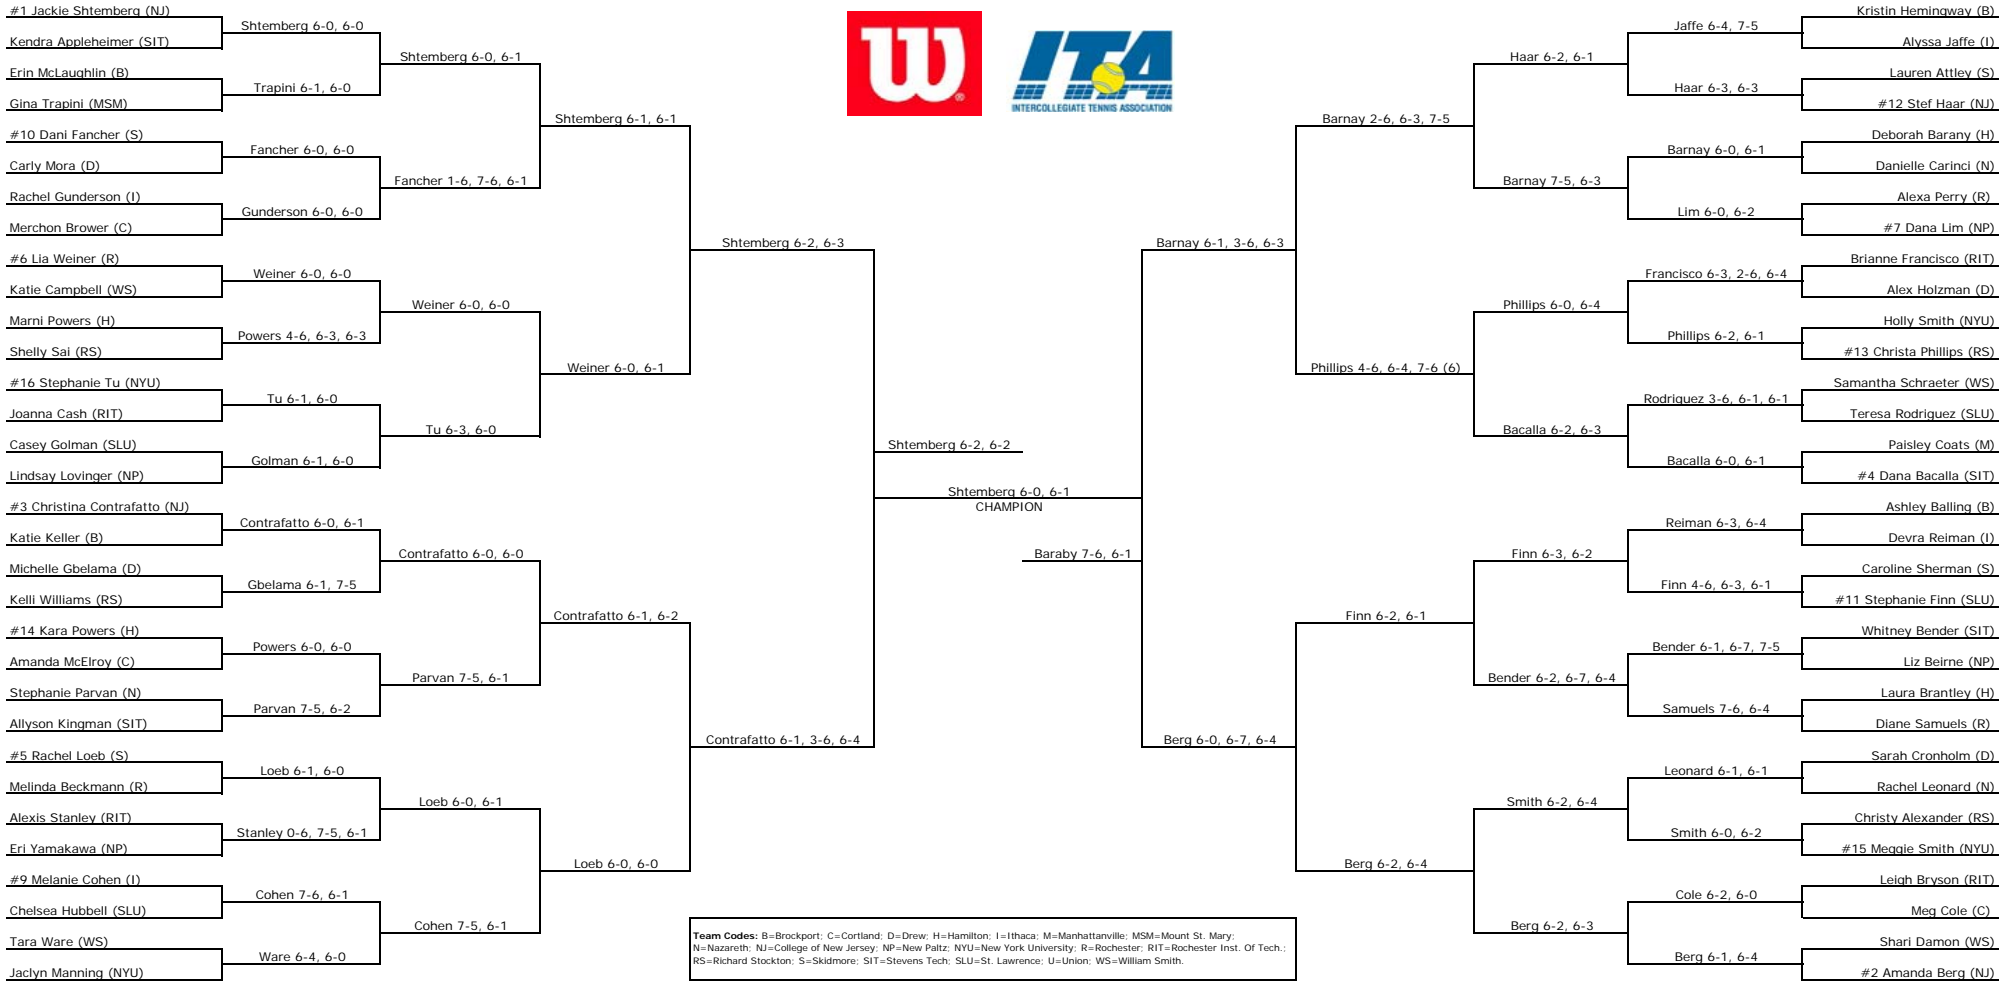 #1 Jackie Shtemberg (NJ)
Kendra Appleheimer (SIT)
Erin McLaughlin (B)
Gina Trapini (MSM)
#10 Dani Fancher (S)
Carly Mora (D)
Rachel Gunderson (I)
Merchon Brower (C)
#6 Lia Weiner (R)
Katie Campbell (WS)
Marni Powers (H)
Shelly Sai (RS)
#16 Stephanie Tu (NYU)
Joanna Cash (RIT)
Casey Golman (SLU)
Lindsay Lovinger (NP)
#3 Christina Contrafatto (NJ)
Katie Keller (B)
Michelle Gbelama (D)
Kelli Williams (RS)
#14 Kara Powers (H)
Amanda McElroy (C)
Stephanie Parvan (N)
Allyson Kingman (SIT)
#5 Rachel Loeb (S)
Melinda Beckmann (R)
Alexis Stanley (RIT)
Eri Yamakawa (NP)
#9 Melanie Cohen (I)
Chelsea Hubbell (SLU)
Tara Ware (WS)
Jaclyn Manning (NYU)
Shtemberg 6-0, 6-0
Trapini 6-1, 6-0
Fancher 6-0, 6-0
Gunderson 6-0, 6-0
Weiner 6-0, 6-0
Powers 4-6, 6-3, 6-3
Tu 6-1, 6-0
Golman 6-1, 6-0
Contrafatto 6-0, 6-1
Gbelama 6-1, 7-5
Powers 6-0, 6-0
Parvan 7-5, 6-2
Loeb 6-1, 6-0
Stanley 0-6, 7-5, 6-1
Cohen 7-6, 6-1
Ware 6-4, 6-0
Shtemberg 6-0, 6-1
Fancher 1-6, 7-6, 6-1
Weiner 6-0, 6-0
Tu 6-3, 6-0
Contrafatto 6-0, 6-0
Parvan 7-5, 6-1
Loeb 6-0, 6-1
Cohen 7-5, 6-1
Shtemberg 6-1, 6-1
Weiner 6-0, 6-1
Contrafatto 6-1, 6-2
Loeb 6-0, 6-0
Shtemberg 6-2, 6-3
Contrafatto 6-1, 3-6, 6-4
Shtemberg 6-2, 6-2
W
ITA
INTERCOLLEGIATE TENNIS ASSOCIATION
Shtemberg 6-0, 6-1
CHAMPION
Baraby 7-6, 6-1
Barnay 6-1, 3-6, 6-3
Berg 6-0, 6-7, 6-4
Barnay 2-6, 6-3, 7-5
Phillips 4-6, 6-4, 7-6 (6)
Finn 6-2, 6-1
Berg 6-2, 6-4
Haar 6-2, 6-1
Barnay 7-5, 6-3
Phillips 6-0, 6-4
Bacalla 6-2, 6-3
Finn 6-3, 6-2
Bender 6-2, 6-7, 6-4
Smith 6-2, 6-4
Berg 6-2, 6-3
Jaffe 6-4, 7-5
Haar 6-3, 6-3
Barnay 6-0, 6-1
Lim 6-0, 6-2
Francisco 6-3, 2-6, 6-4
Phillips 6-2, 6-1
Rodriguez 3-6, 6-1, 6-1
Bacalla 6-0, 6-1
Reiman 6-3, 6-4
Finn 4-6, 6-3, 6-1
Bender 6-1, 6-7, 7-5
Samuels 7-6, 6-4
Leonard 6-1, 6-1
Smith 6-0, 6-2
Cole 6-2, 6-0
Berg 6-1, 6-4
Kristin Hemingway (B)
Alyssa Jaffe (I)
Lauren Attley (S)
#12 Stef Haar (NJ)
Deborah Barany (H)
Danielle Carinci (N)
Alexa Perry (R)
#7 Dana Lim (NP)
Brianne Francisco (RIT)
Alex Holzman (D)
Holly Smith (NYU)
#13 Christa Phillips (RS)
Samantha Schraeter (WS)
Teresa Rodriguez (SLU)
Paisley Coats (M)
#4 Dana Bacalla (SIT)
Ashley Balling (B)
Devra Reiman (I)
Caroline Sherman (S)
#11 Stephanie Finn (SLU)
Whitney Bender (SIT)
Liz Beirne (NP)
Laura Brantley (H)
Diane Samuels (R)
Sarah Cronholm (D)
Rachel Leonard (N)
Christy Alexander (RS)
#15 Meggie Smith (NYU)
Leigh Bryson (RIT)
Meg Cole (C)
Shari Damon (WS)
#2 Amanda Berg (NJ)
Team Codes: B=Brockport; C=Cortland; D=Drew; H=Hamilton; I=Ithaca; M=Manhattanville; MSM=Mount St. Mary;
N=Nazareth; NJ=College of New Jersey; NP=New Paltz; NYU=New York University; R=Rochester; RIT=Rochester Inst. Of Tech.;
RS=Richard Stockton; S=Skidmore; SIT=Stevens Tech; SLU=St. Lawrence; U=Union; WS=William Smith.